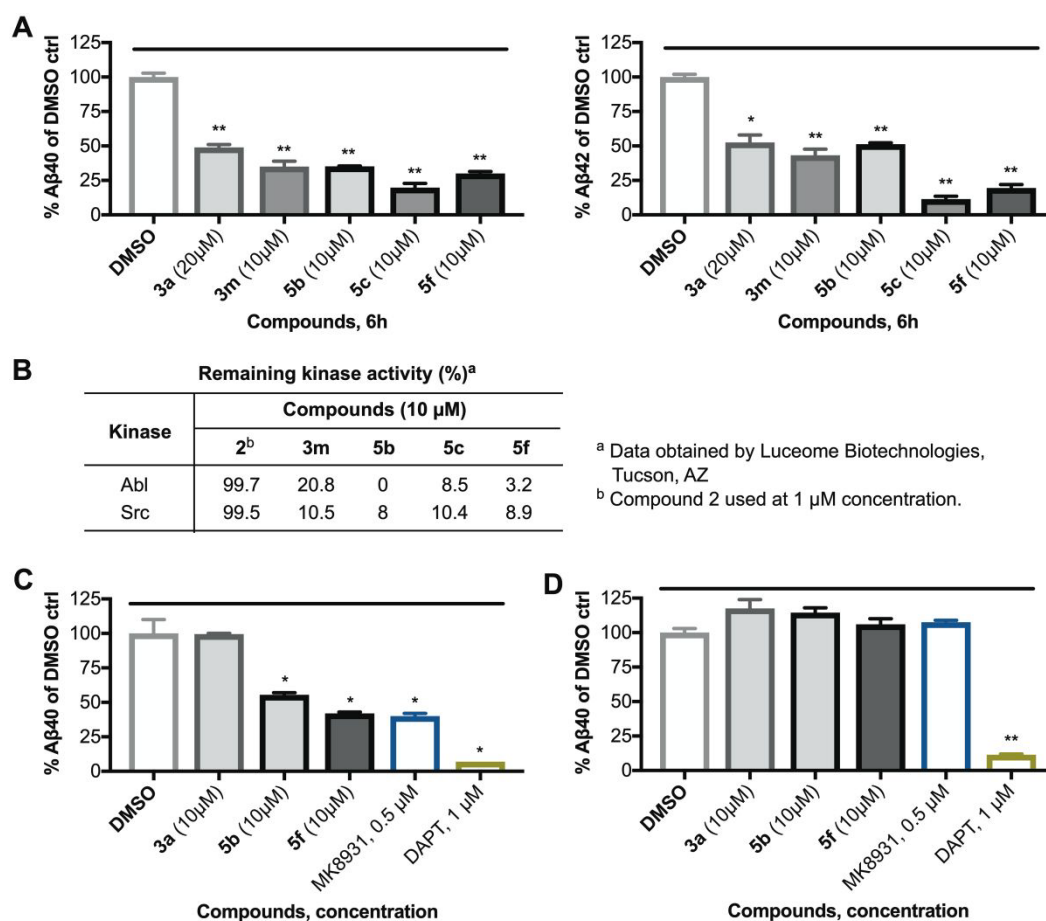 A
% Aβ40 of DMSO ctrl
125
100
75
50
25
0
**
**
**
**
**
DMSO
3a (20µM)
3m (10µM)
5b (10µM)
5c (10µM)
5f (10µM)
Compounds, 6h
% Aβ42 of DMSO ctrl
125
100
75
50
25
0
*
**
**
**
**
DMSO
3a (20µM)
3m (10µM)
5b (10µM)
5c (10µM)
5f (10µM)
Compounds, 6h
B
Remaining kinase activity (%)a
Kinase
Compounds (10 µM)
2b 3m 5b 5c 5f
Abl 99.7 20.8 0 8.5 3.2
Src 99.5 10.5 8 10.4 8.9
a Data obtained by Luceome Biotechnologies,
Tucson, AZ
b Compound 2 used at 1 µM concentration.
C
% Aβ40 of DMSO ctrl
125
100
75
50
25
0
*
*
*
*
DMSO
3a (10µM)
5b (10µM)
5f (10µM)
MK8931, 0.5 µM
DAPT, 1 µM
Compounds, concentration
D
% Aβ40 of DMSO ctrl
125
100
75
50
25
0
**
DMSO
3a (10µM)
5b (10µM)
5f (10µM)
MK8931, 0.5 µM
DAPT, 1 µM
Compounds, concentration